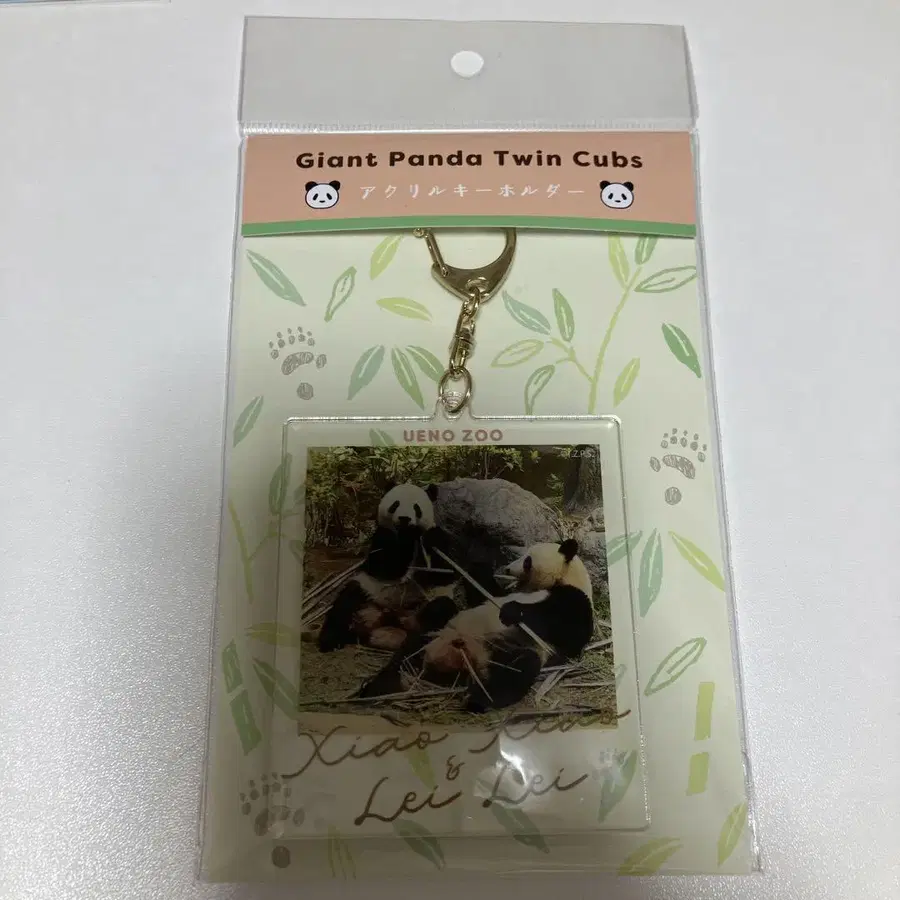 Giant Panda Twin Cubs
アクリルキーホルダー
UENO ZOO
Xiao Xiao
&
Lei Lei